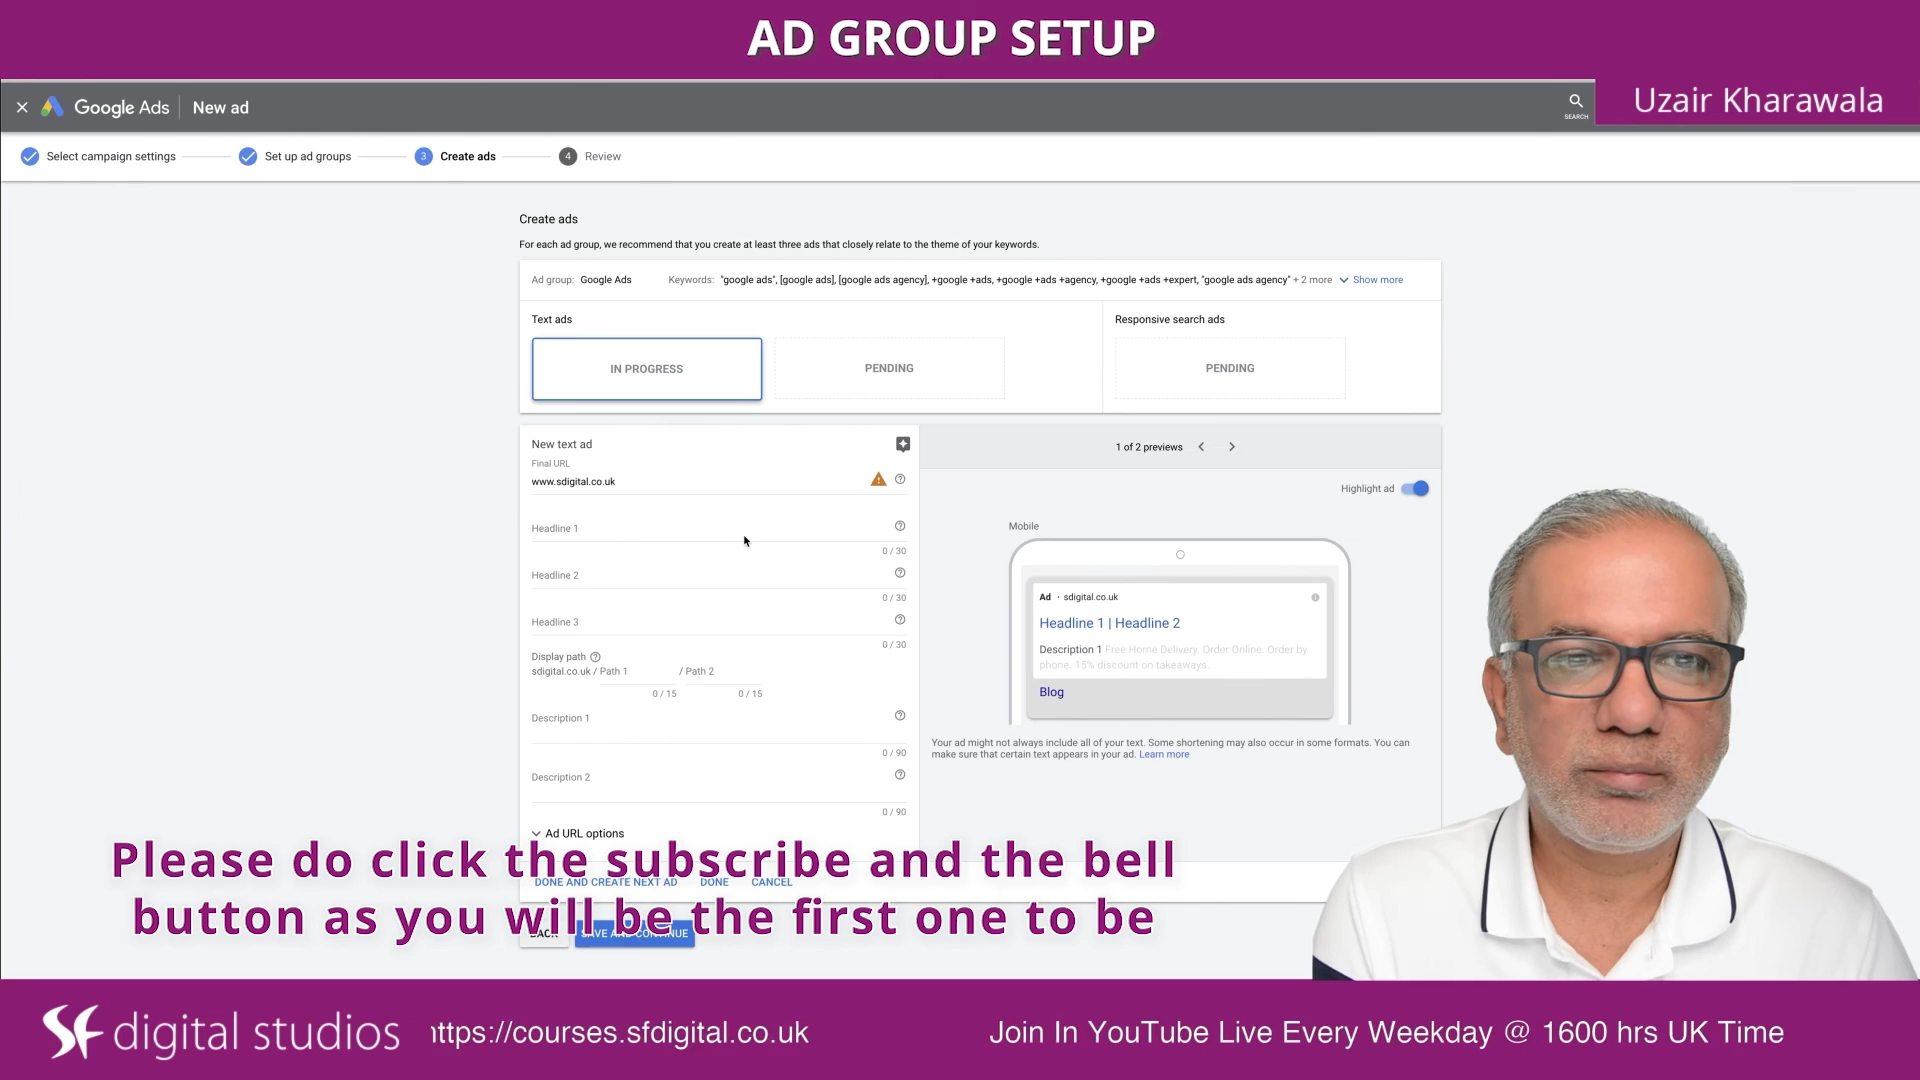 AD GROUP SETUP
Google Ads
New ad
SEARCH
Uzair Kharawala
Select campaign settings
Set up ad groups
3
Create ads
4
Review
Create ads
For each ad group, we recommend that you create at least three ads that closely relate to the theme of your keywords.
Ad group: Google Ads
Keywords: "google ads", [google ads], [google ads agency], +google +ads, +google +ads +agency, +google +ads +expert, "google ads agency" + 2 more
Show more
Text ads
Responsive search ads
IN PROGRESS
PENDING
PENDING
New text ad
Final URL
www.sdigital.co.uk
1 of 2 previews
Highlight ad
Headline 1
0 / 30
Headline 2
0 / 30
Headline 3
0 / 30
Display path
sdigital.co.uk / Path 1
/ Path 2
0 / 15
0 / 15
Description 1
0 / 90
Description 2
0 / 90
Ad URL options
Mobile
Ad · sdigital.co.uk
Headline 1 | Headline 2
Description 1 Free Home Delivery. Order Online. Order by
phone. 15% discount on takeaways.
Blog
Your ad might not always include all of your text. Some shortening may also occur in some formats. You can
make sure that certain text appears in your ad. Learn more
Please do click the subscribe and the bell
DONE AND CREATE NEXT AD
DONE
CANCEL
button as you will be the first one to be
BACK
SAVE AND CONTINUE
SF digital studios
ttps://courses.sfdigital.co.uk
Join In YouTube Live Every Weekday @ 1600 hrs UK Time